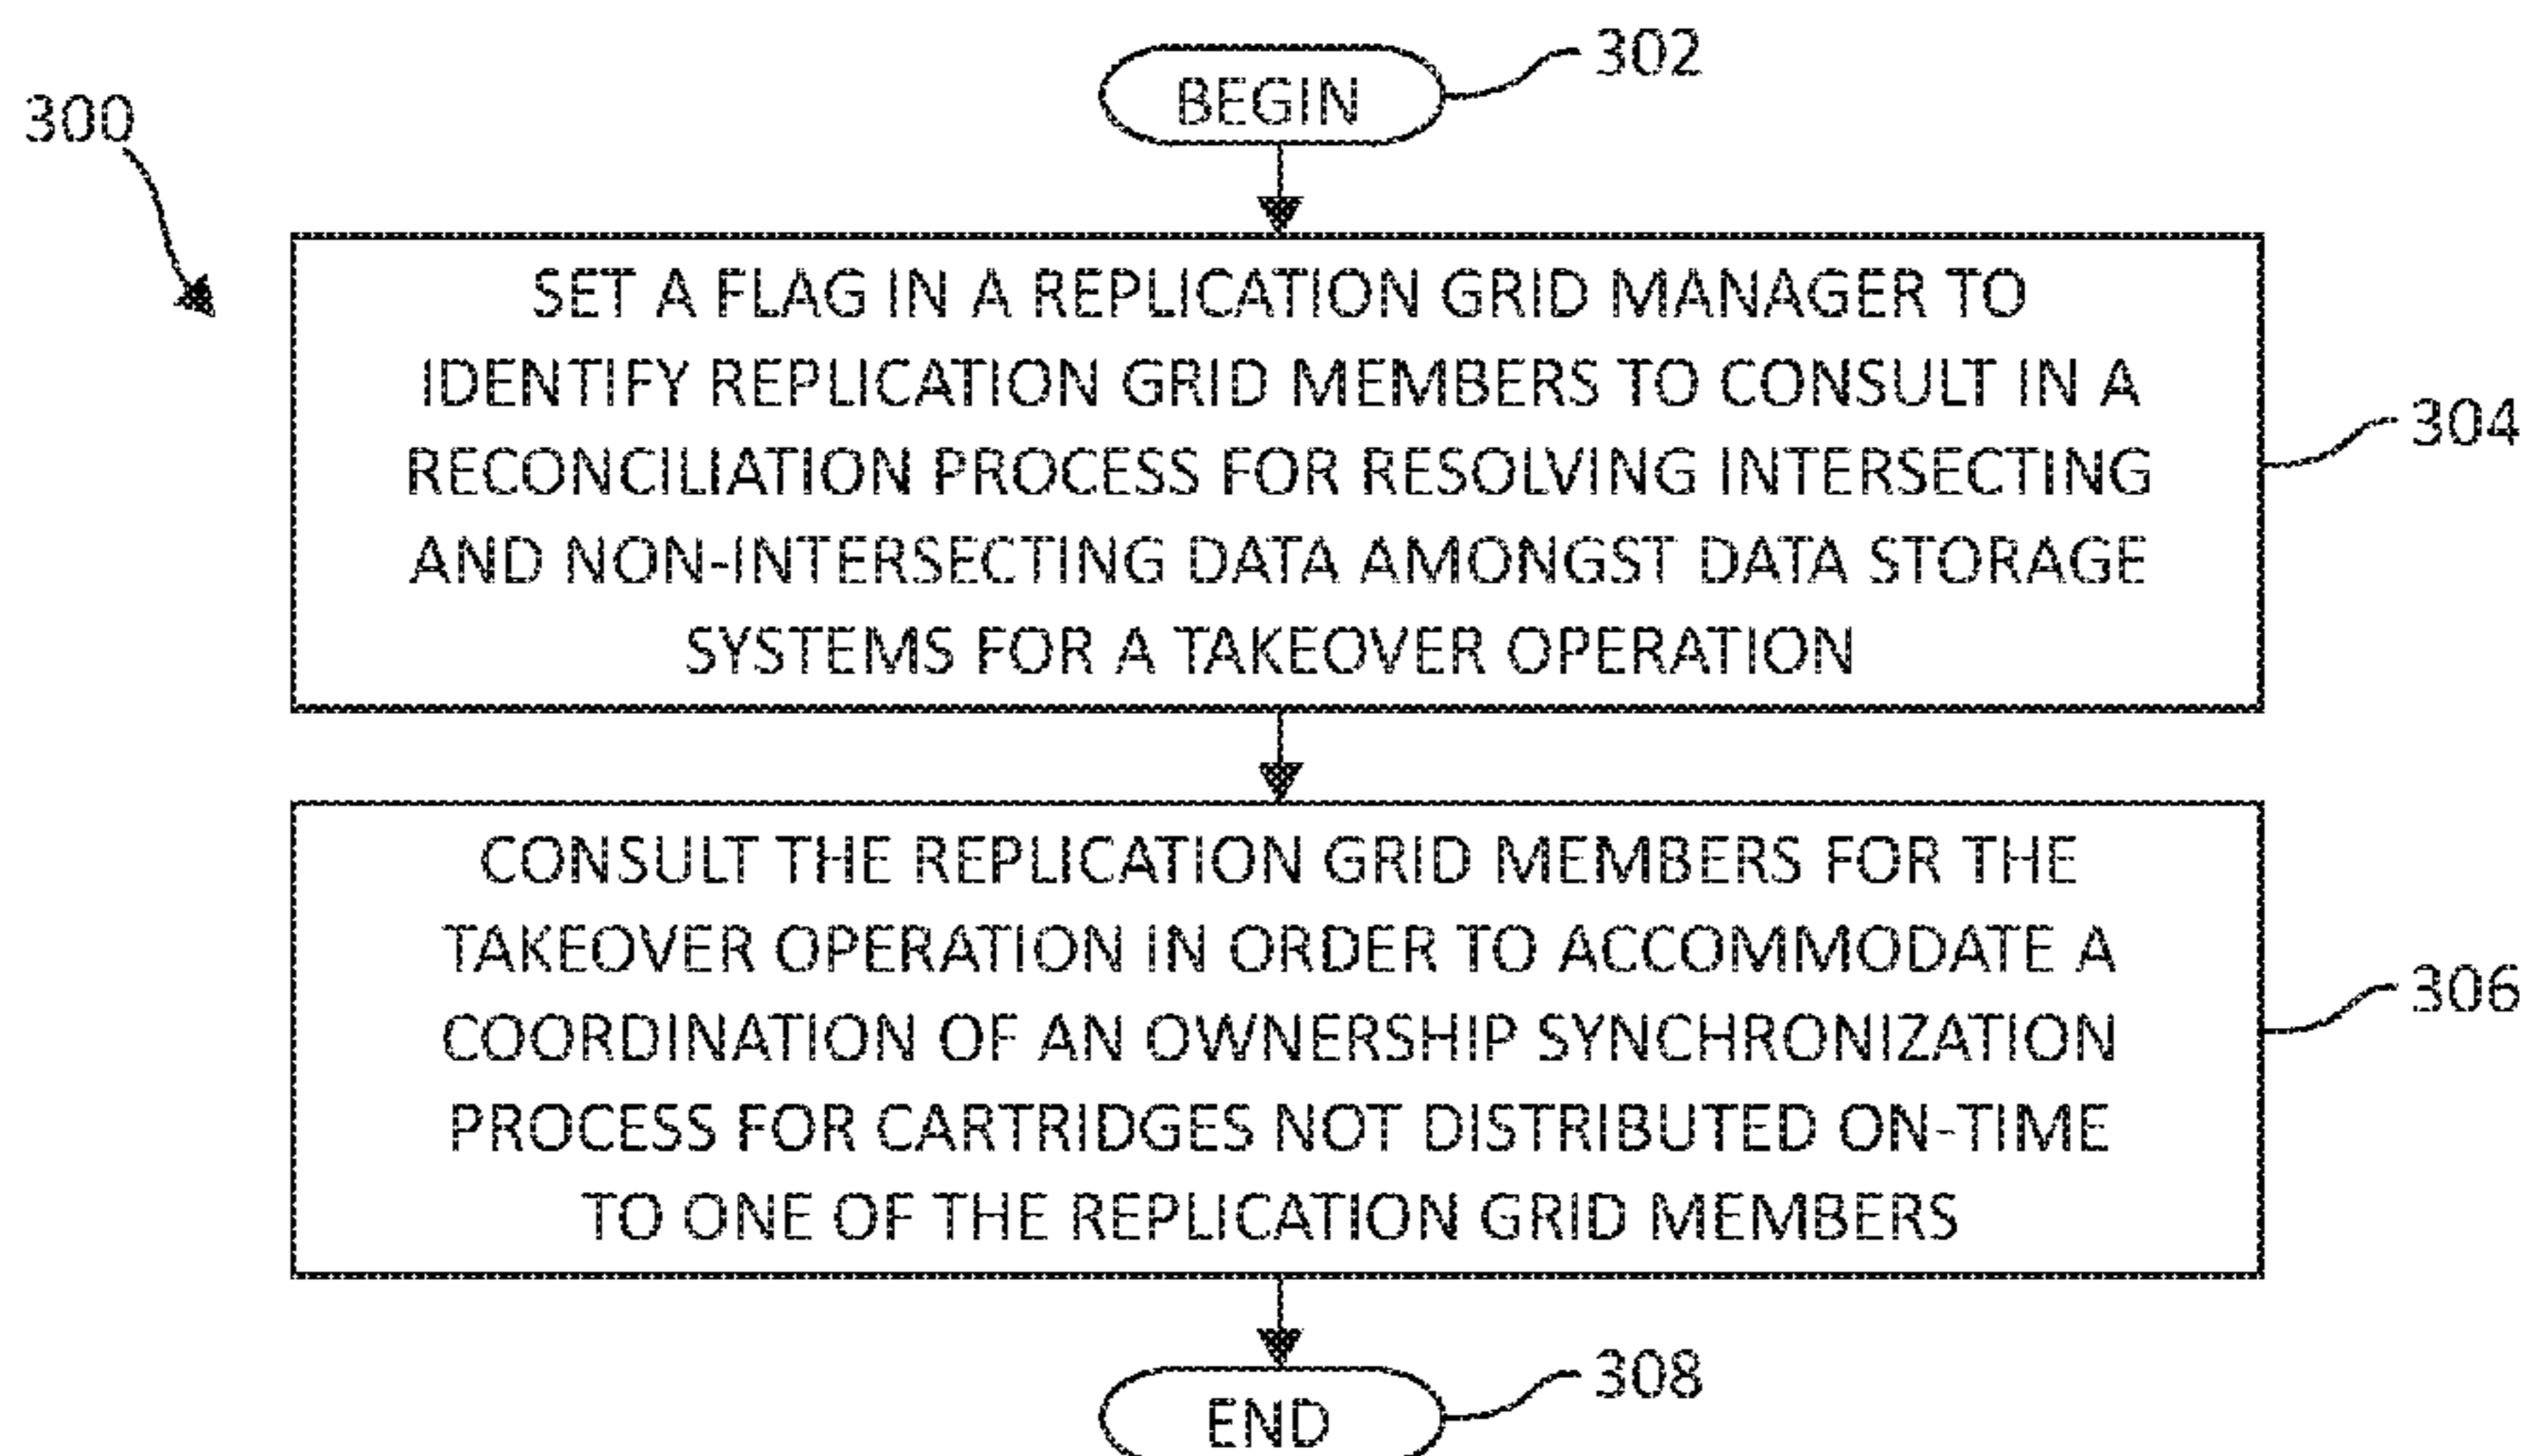 302
BEGIN
300
SET A FLAG IN A REPLICATION GRID MANAGER TO
IDENTIFY REPLICATION GRID MEMBERS TO CONSULT IN A
RECONCILIATION PROCESS FOR RESOLVING INTERSECTING
AND NON-INTERSECTING DATA AMONGST DATA STORAGE
SYSTEMS FOR A TAKEOVER OPERATION
304
CONSULT THE REPLICATION GRID MEMBERS FOR THE
TAKEOVER OPERATION IN ORDER TO ACCOMMODATE A
COORDINATION OF AN OWNERSHIP SYNCHRONIZATION
PROCESS FOR CARTRIDGES NOT DISTRIBUTED ON-TIME
TO ONE OF THE REPLICATION GRID MEMBERS
306
308
END